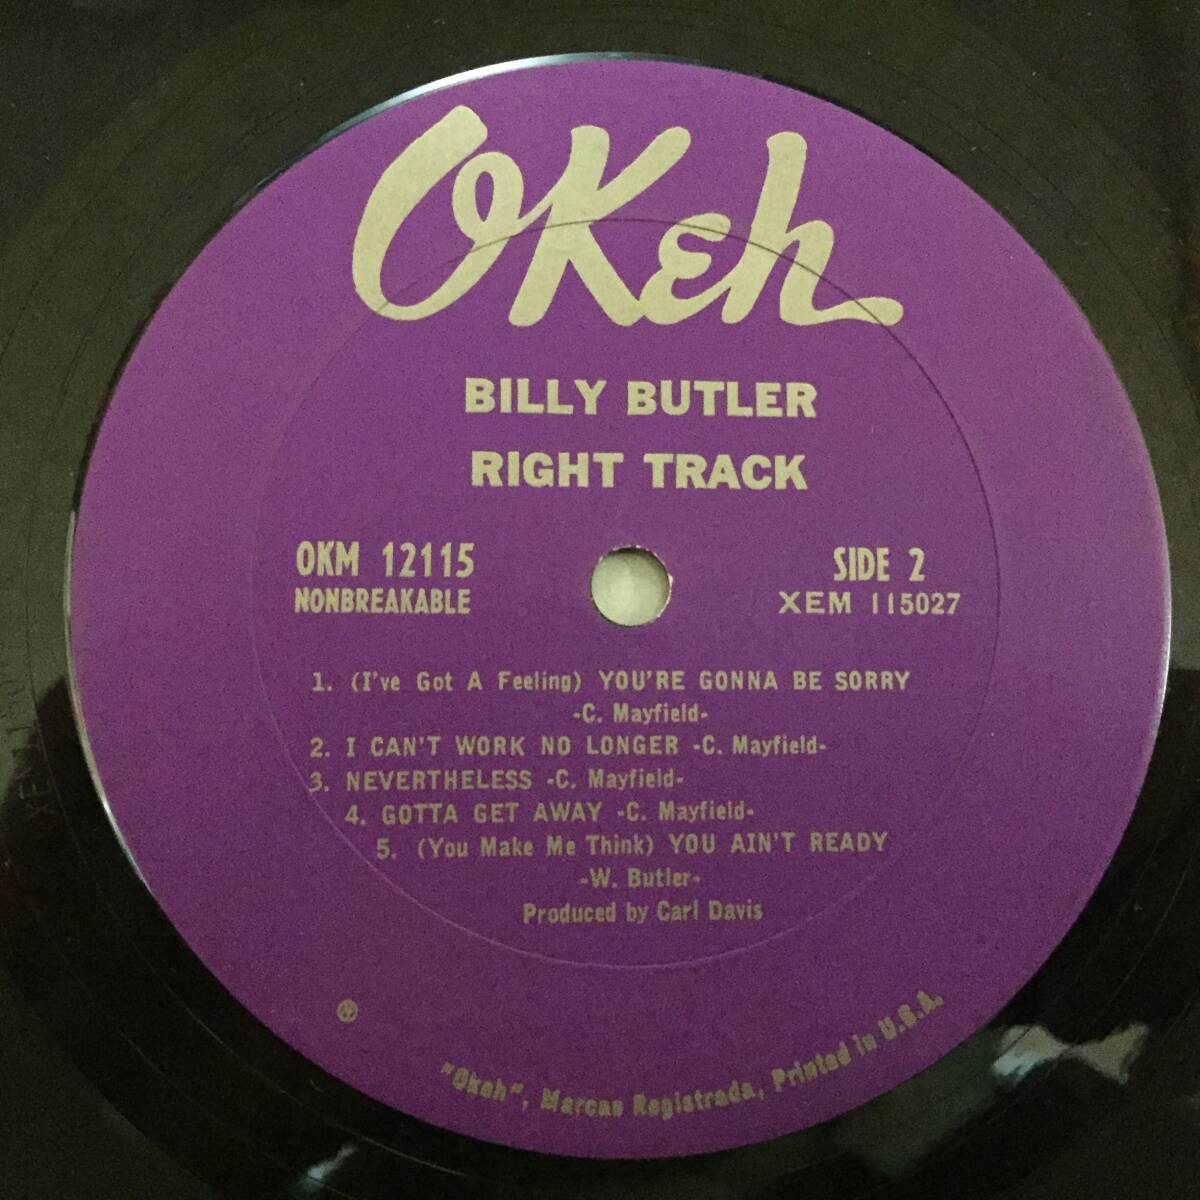 OKeh
BILLY BUTLER
RIGHT TRACK
OKM 12115
NONBREAKABLE
SIDE 2
XEM 115027
1. (I've Got A Feeling) YOU'RE GONNA BE SORRY
-C. Mayfield-
2. I CAN'T WORK NO LONGER -C. Mayfield-
3. NEVERTHELESS -C. Mayfield-
4. GOTTA GET AWAY -C. Mayfield-
5. (You Make Me Think) YOU AIN'T READY
-W. Butler-
Produced by Carl Davis
"Okeh", Marcas Registrada, Printed in U.S.A.